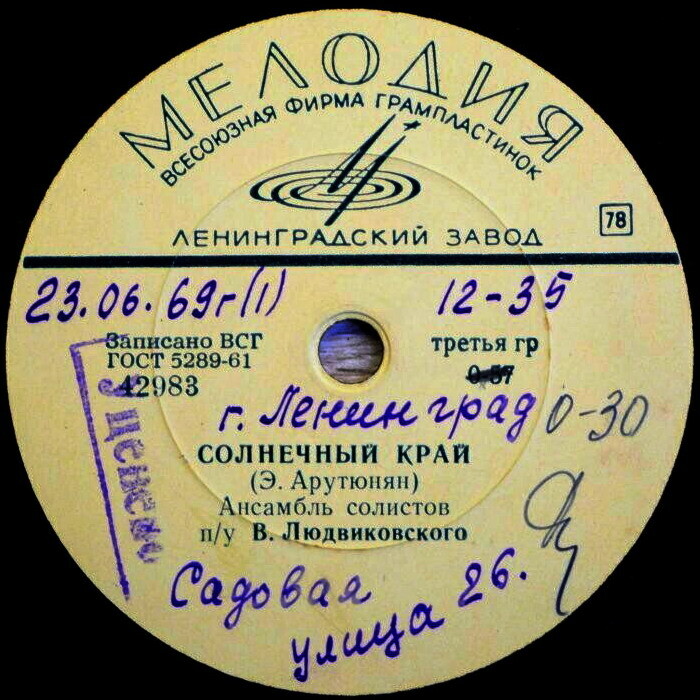 МЕЛОДИЯ
ВСЕСОЮЗНАЯ ФИРМА ГРАМПЛАСТИНОК
ЛЕНИНГРАДСКИЙ ЗАВОД
78
23.06.69г(1) 12-35
Записано ВСГ третья гр
ГОСТ 5289-61 0-57
42983
г. Ленинград 0-30
СОЛНЕЧНЫЙ КРАЙ
(Э. Арутюнян)
Ансамбль солистов
п/у В. Людвиковского
Садовая
улица 26.